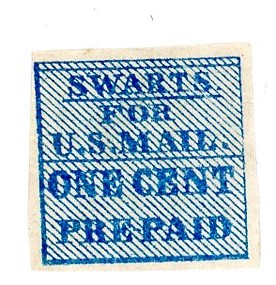 SWARTS
FOR
U.S. MAIL.
ONE CENT
PRE-PAID